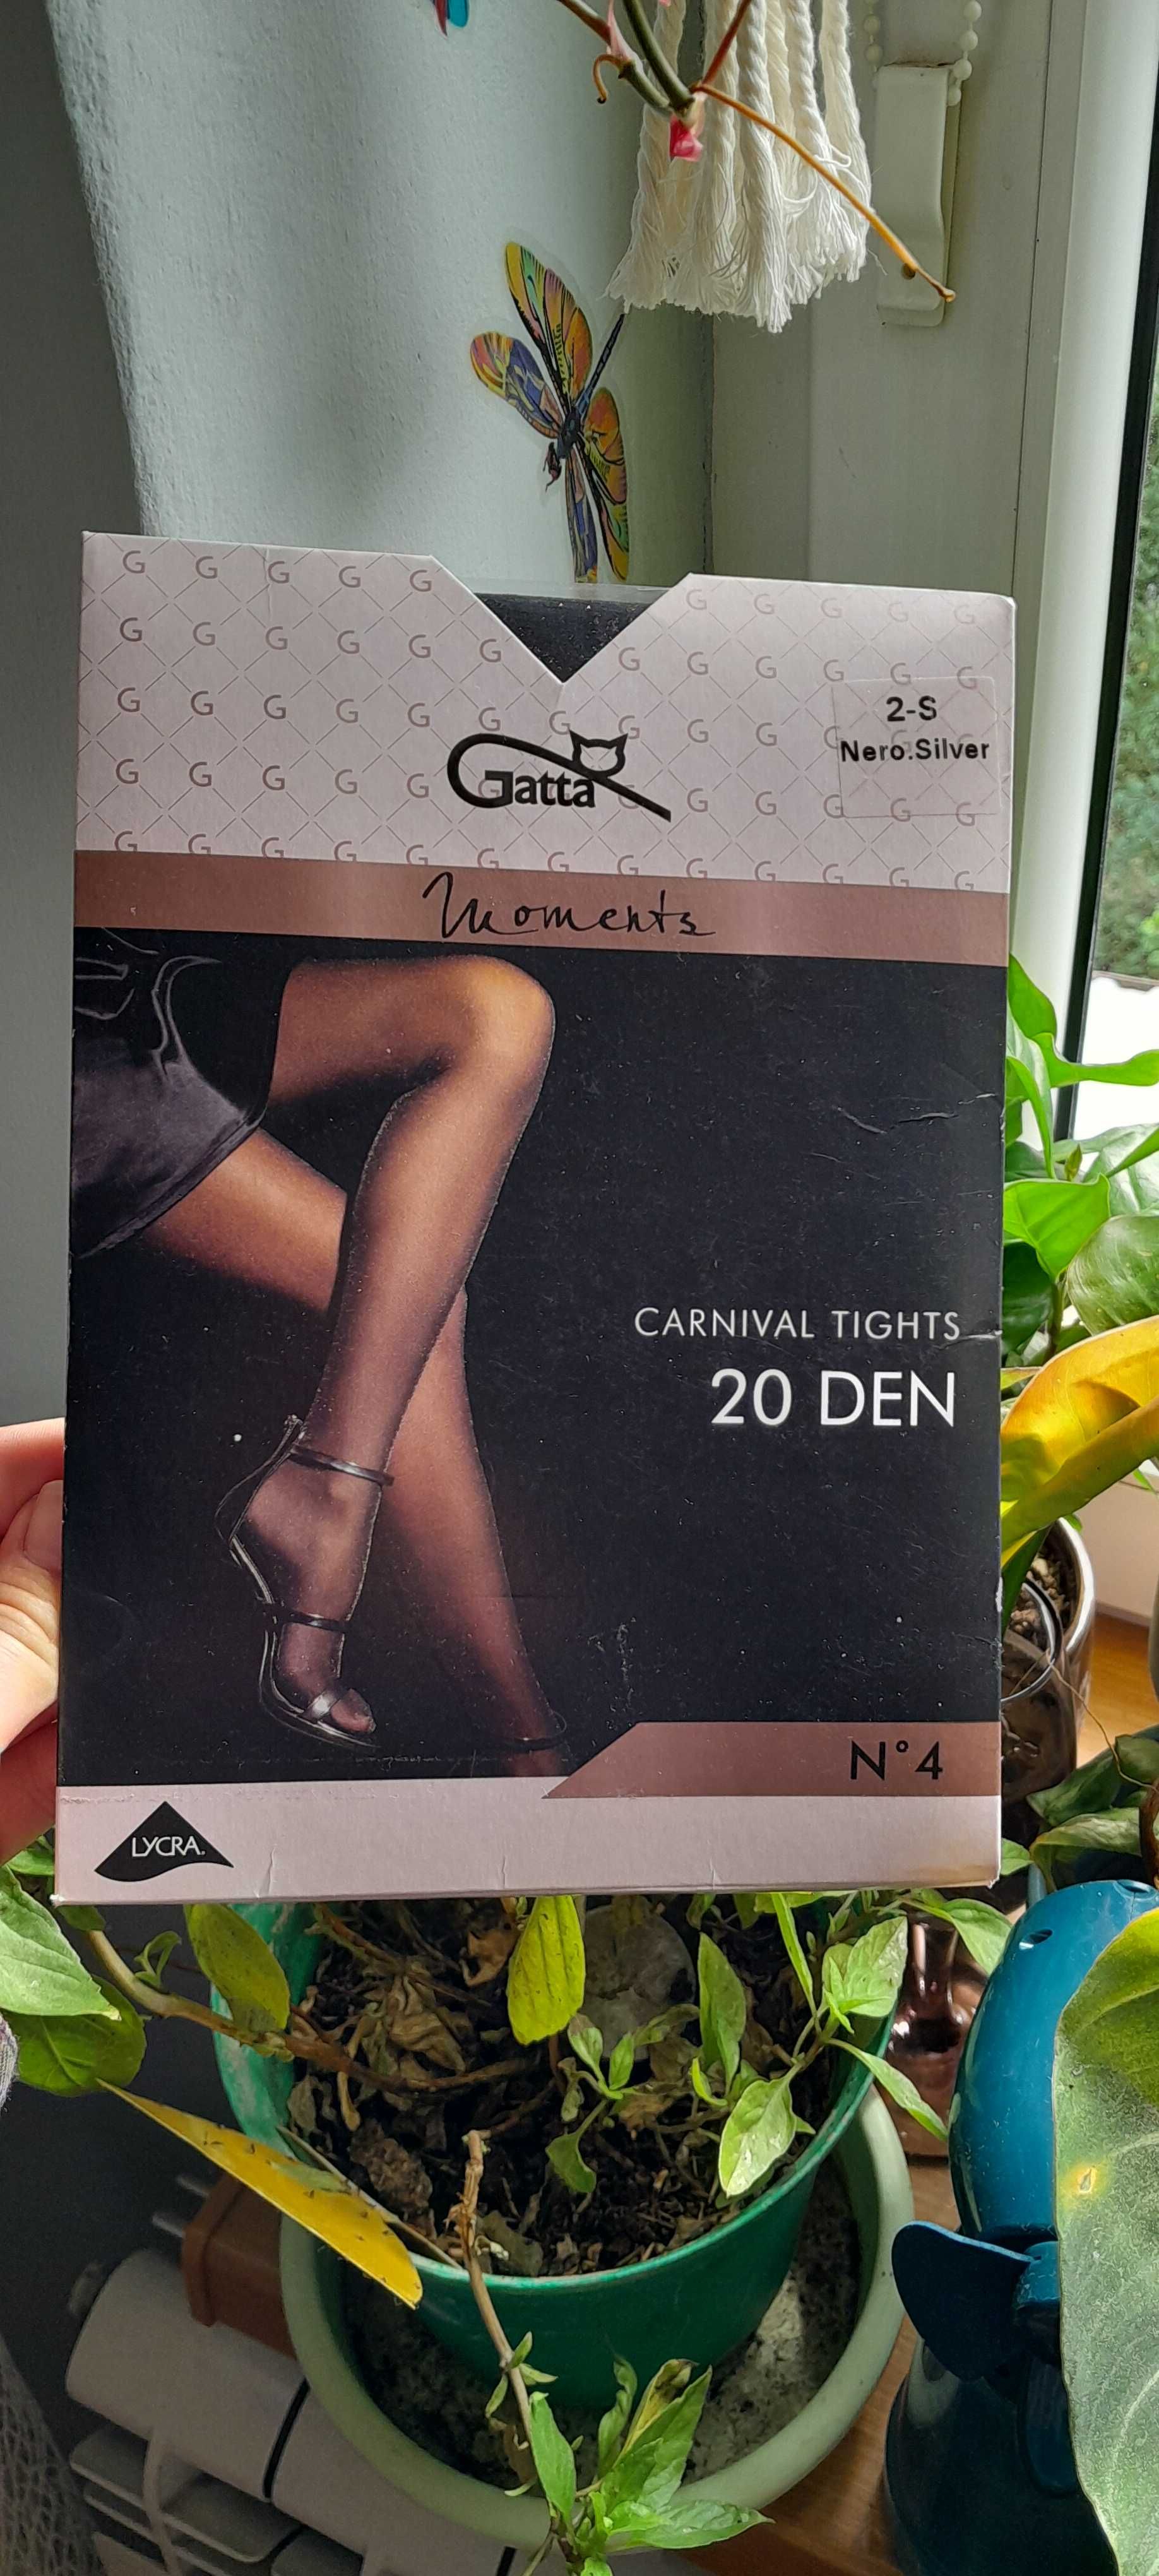 2-S
Nero.Silver
Gatta
Moments
CARNIVAL TIGHTS
20 DEN
N°4
LYCRA.